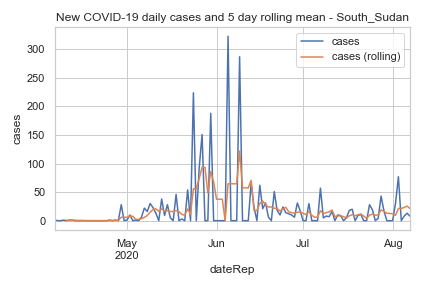 New COVID-19 daily cases and 5 day rolling mean - South_Sudan
cases
cases (rolling)
300
250
200
150
100
50
0
cases
May
2020
Jun
Jul
Aug
dateRep